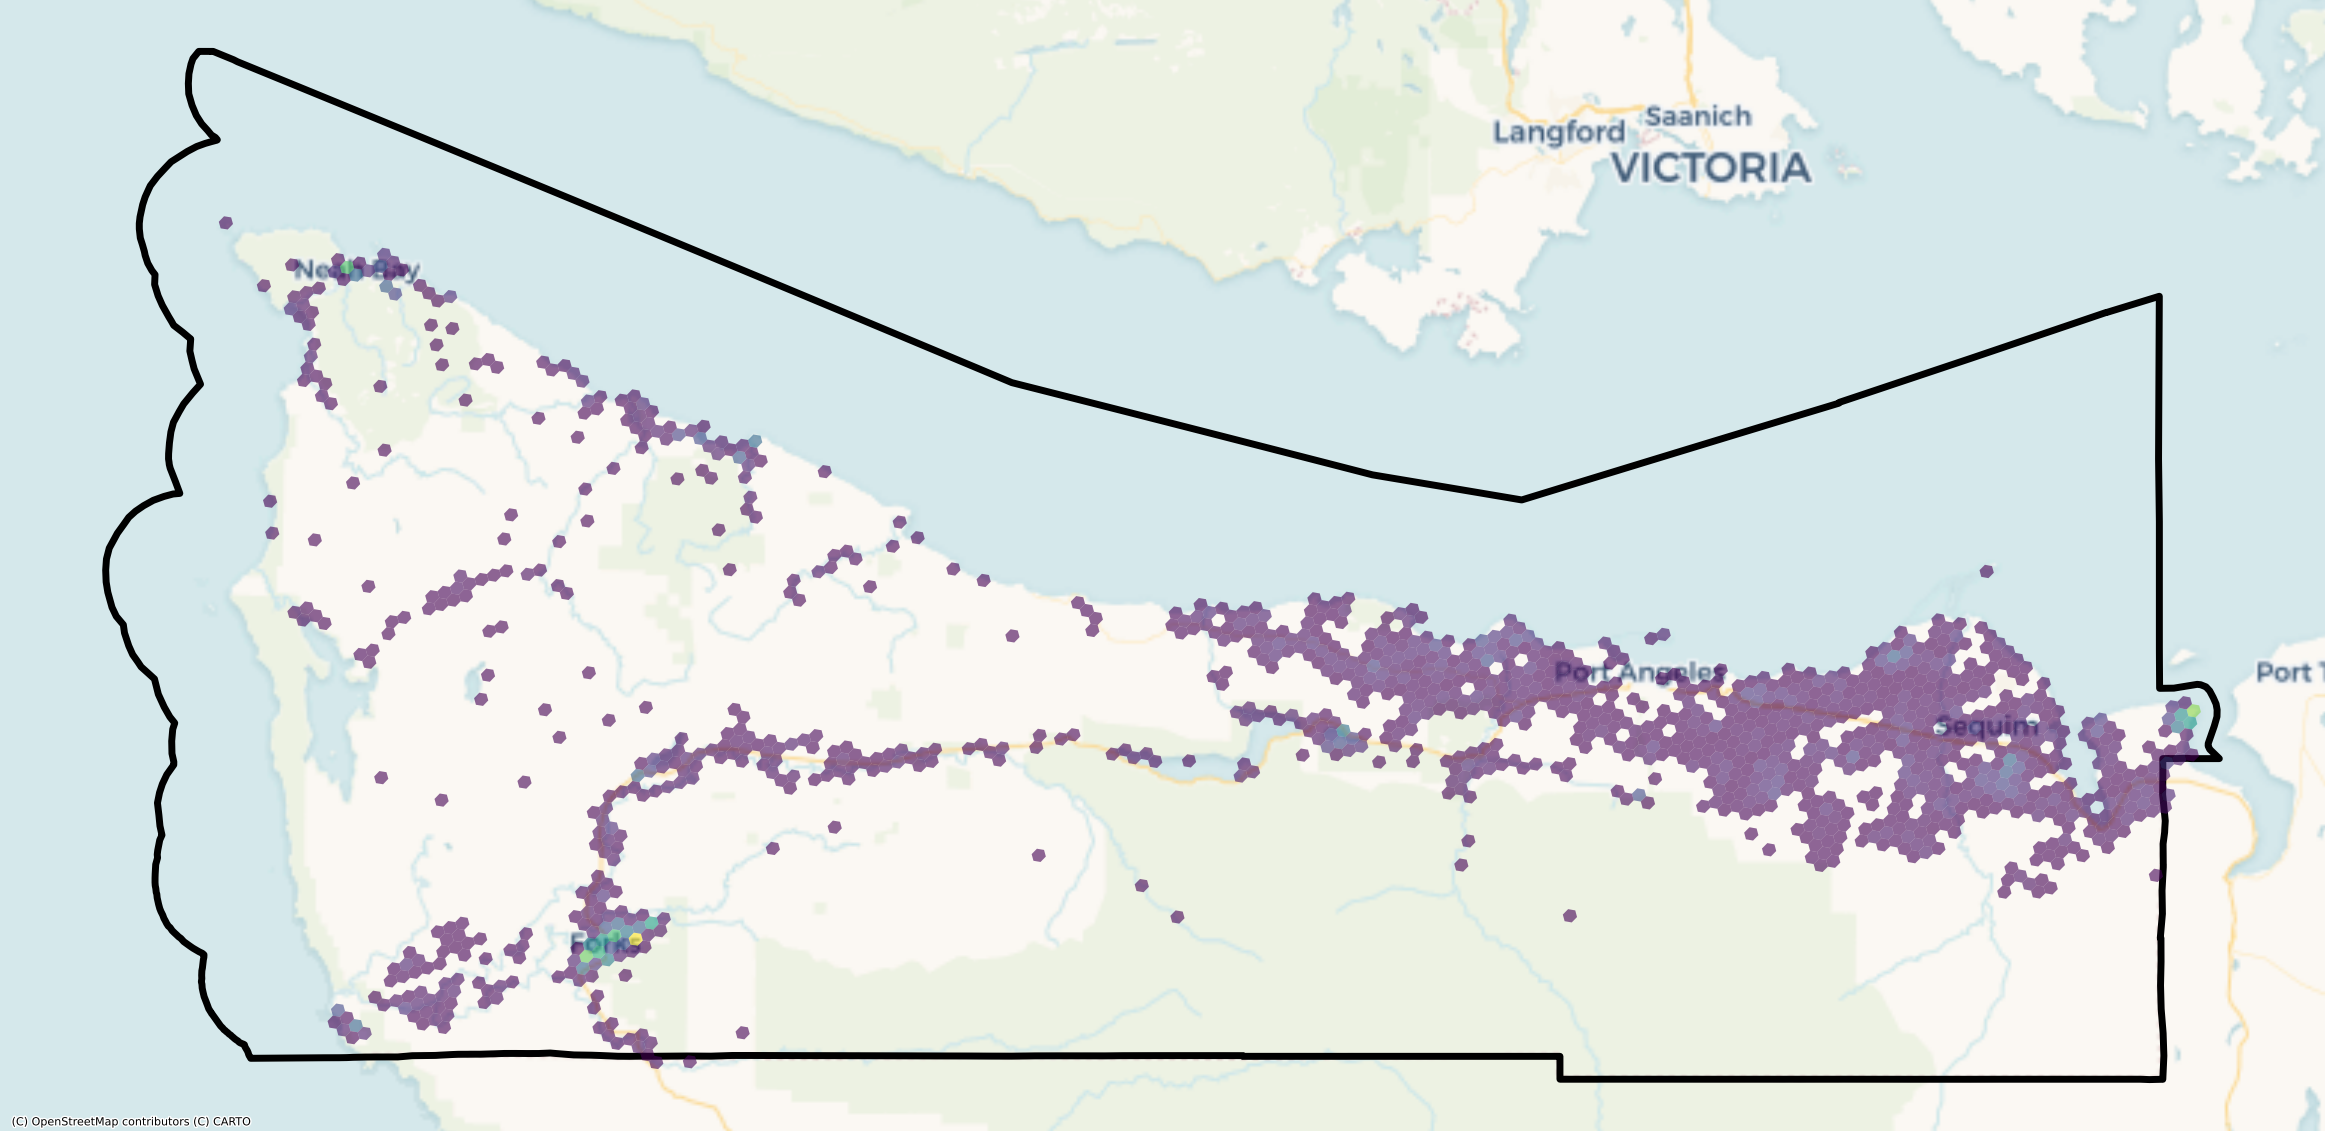 Saanich
Langford
VICTORIA
Neah Bay
Port Angeles
Port T
Sequim
Forks
(C) OpenStreetMap contributors (C) CARTO